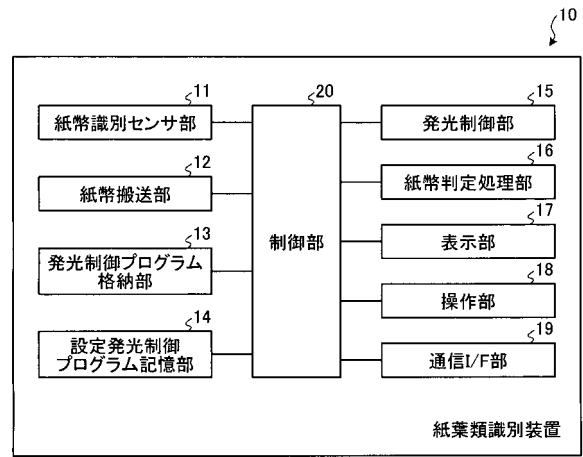 10
11
紙幣識別センサ部
12
紙幣搬送部
13
発光制御プログラム
格納部
14
設定発光制御
プログラム記憶部
20
制御部
15
発光制御部
16
紙幣判定処理部
17
表示部
18
操作部
19
通信I/F部
紙葉類識別装置